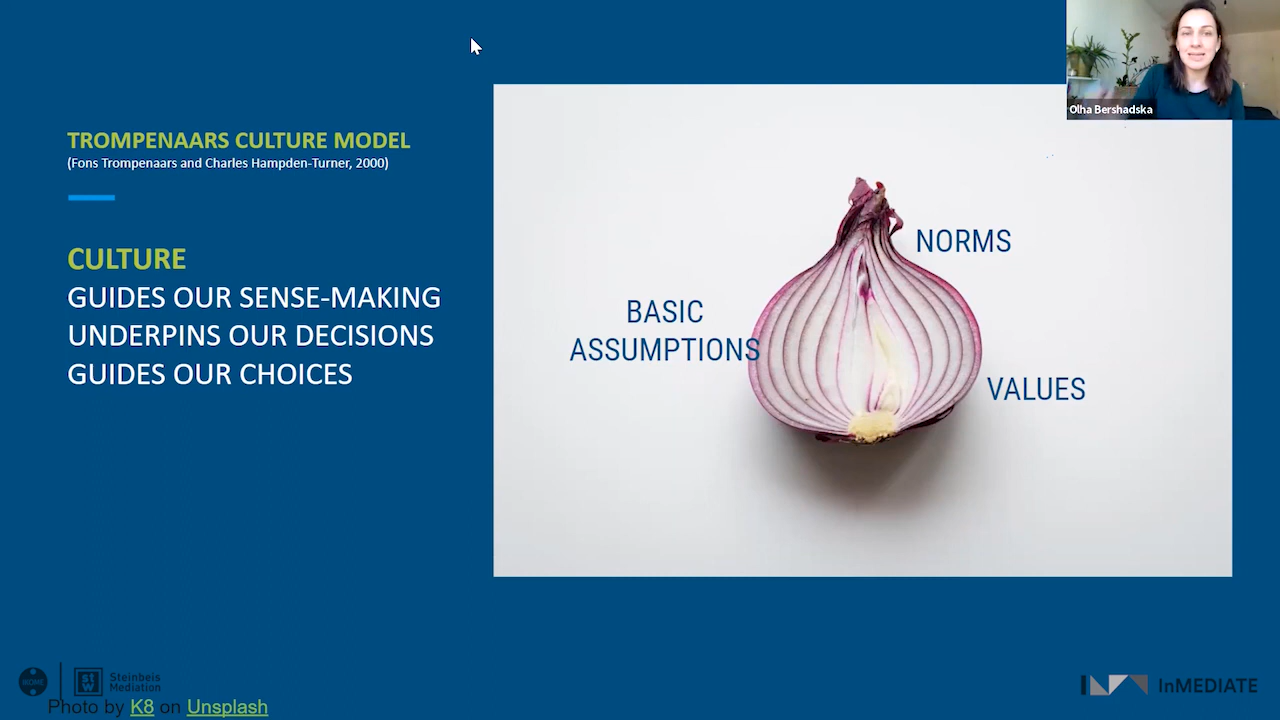 Olha Bershadska
TROMPENAARS CULTURE MODEL
(Fons Trompenaars and Charles Hampden-Turner, 2000)
CULTURE
GUIDES OUR SENSE-MAKING
UNDERPINS OUR DECISIONS
GUIDES OUR CHOICES
NORMS
BASIC
ASSUMPTIONS
VALUES
Steinbeis
Mediation
Photo by K8 on Unsplash
InMEDIATE